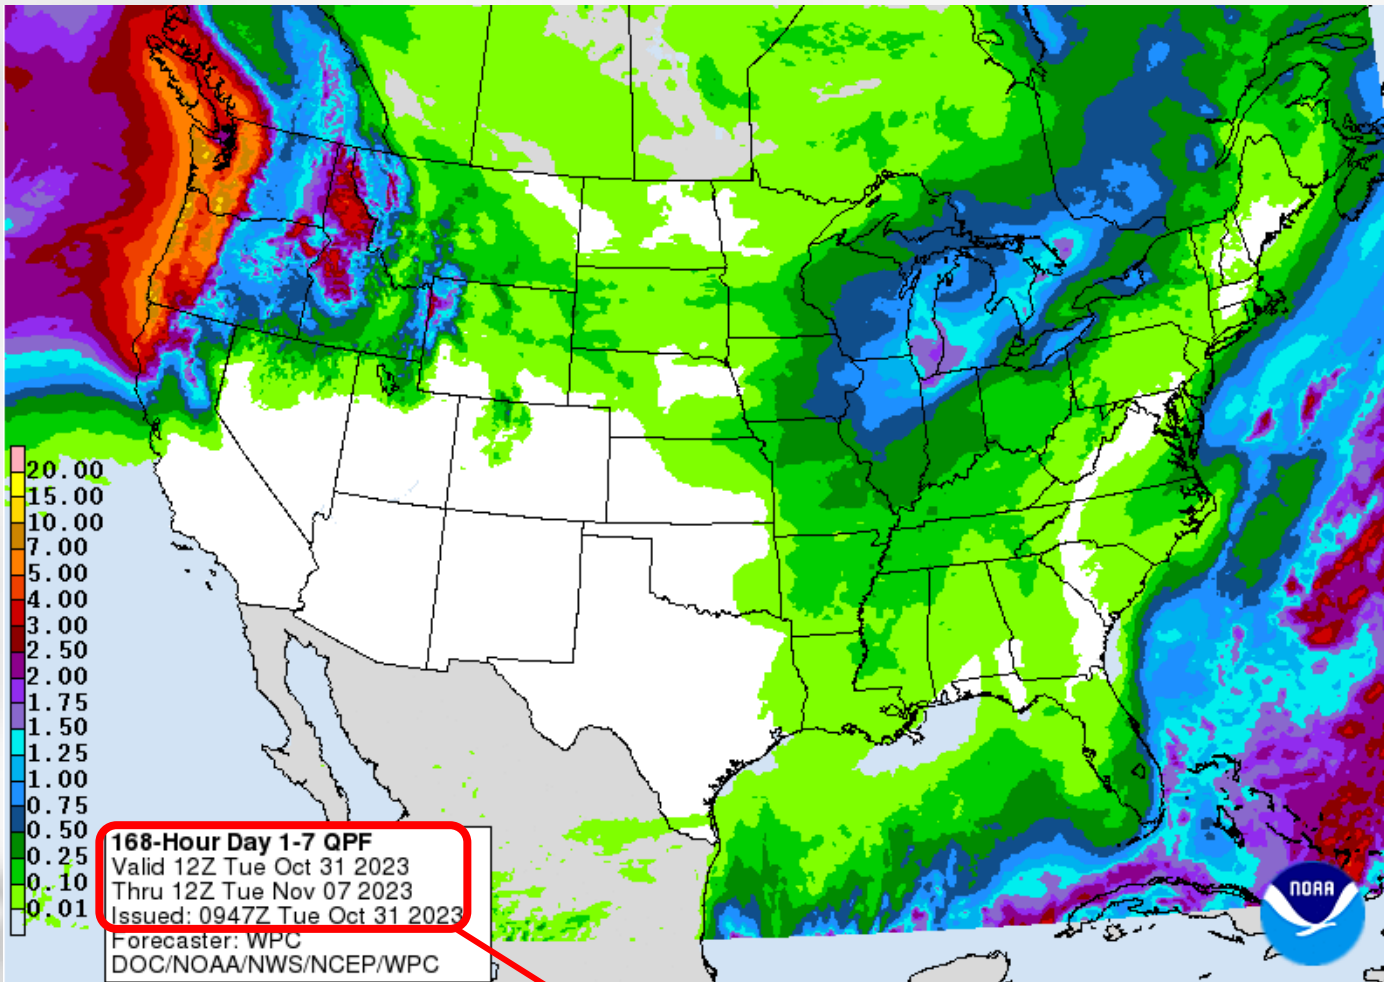 20.00
15.00
10.00
7.00
5.00
4.00
3.00
2.50
2.00
1.75
1.50
1.25
1.00
0.75
0.50
0.25
0.10
0.01
168-Hour Day 1-7 QPF
Valid 12Z Tue Oct 31 2023
Thru 12Z Tue Nov 07 2023
Issued: 0947Z Tue Oct 31 2023
Forecaster: WPC
DOC/NOAA/NWS/NCEP/WPC
NOAA